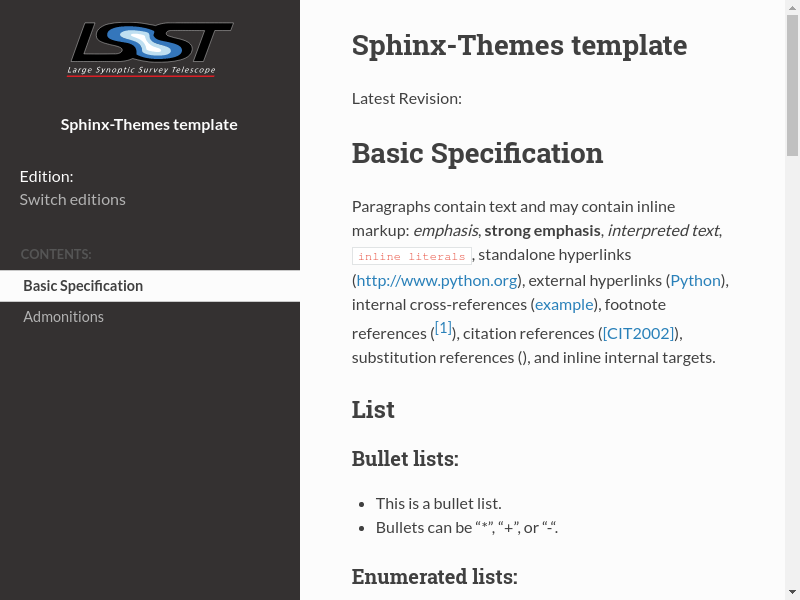 LSST
Large Synoptic Survey Telescope
Sphinx-Themes template
Edition:
Switch editions
CONTENTS:
Basic Specification
Admonitions
Sphinx-Themes template
Latest Revision:
Basic Specification
Paragraphs contain text and may contain inline
markup: emphasis, strong emphasis, interpreted text,
inline literals, standalone hyperlinks
(http://www.python.org), external hyperlinks (Python),
internal cross-references (example), footnote
references ([1]), citation references ([CIT2002]),
substitution references (), and inline internal targets.
List
Bullet lists:
• This is a bullet list.
• Bullets can be “*”, “+”, or “-“.
Enumerated lists: